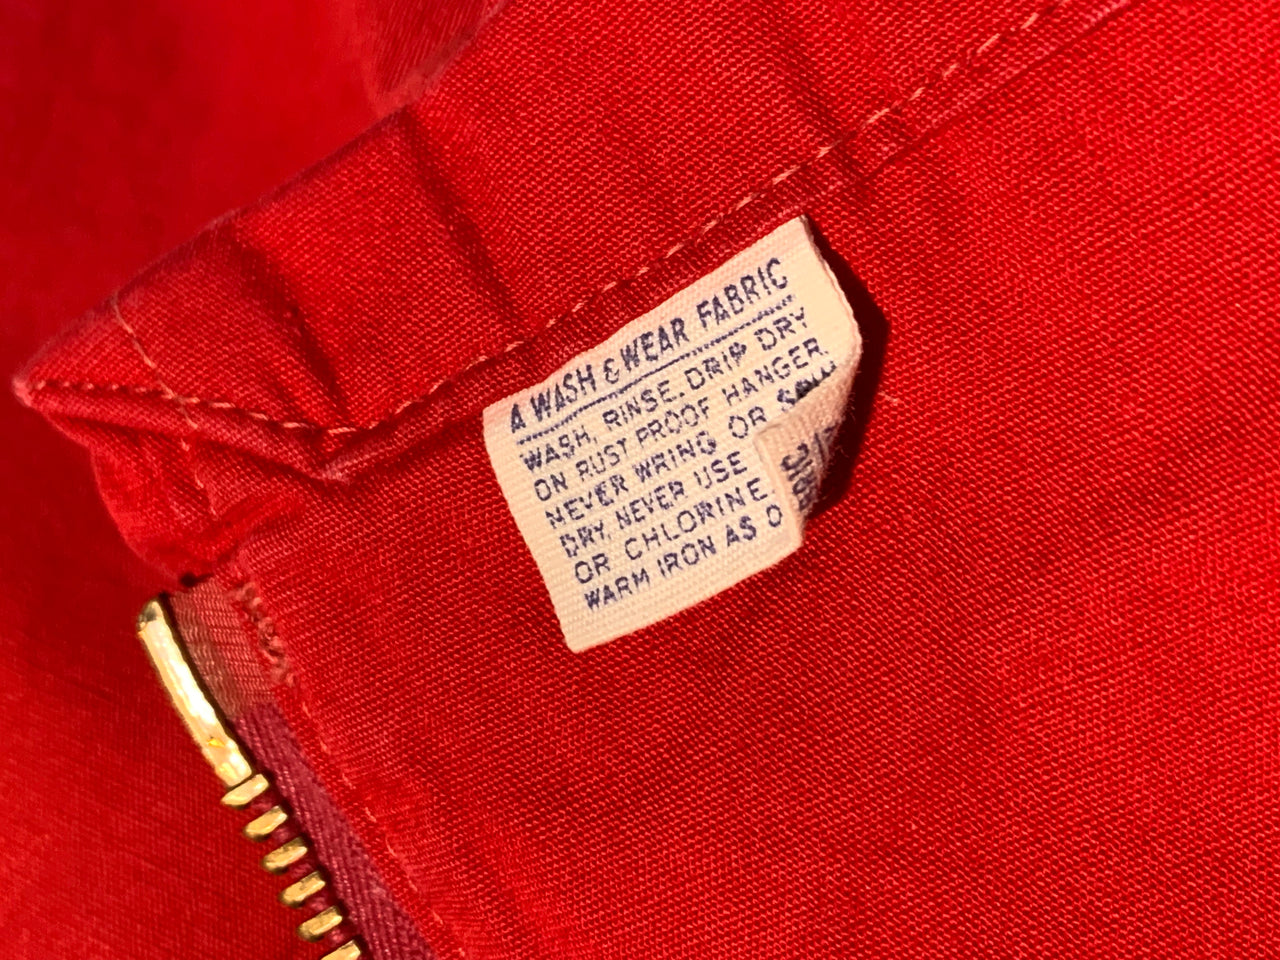 A WASH & WEAR FABRIC
WASH, RINSE. DRIP DRY
ON RUST PROOF HANGER
NEVER WRING OR
DRY. NEVER USE
OR CHLORINE.
WARM IRON AS